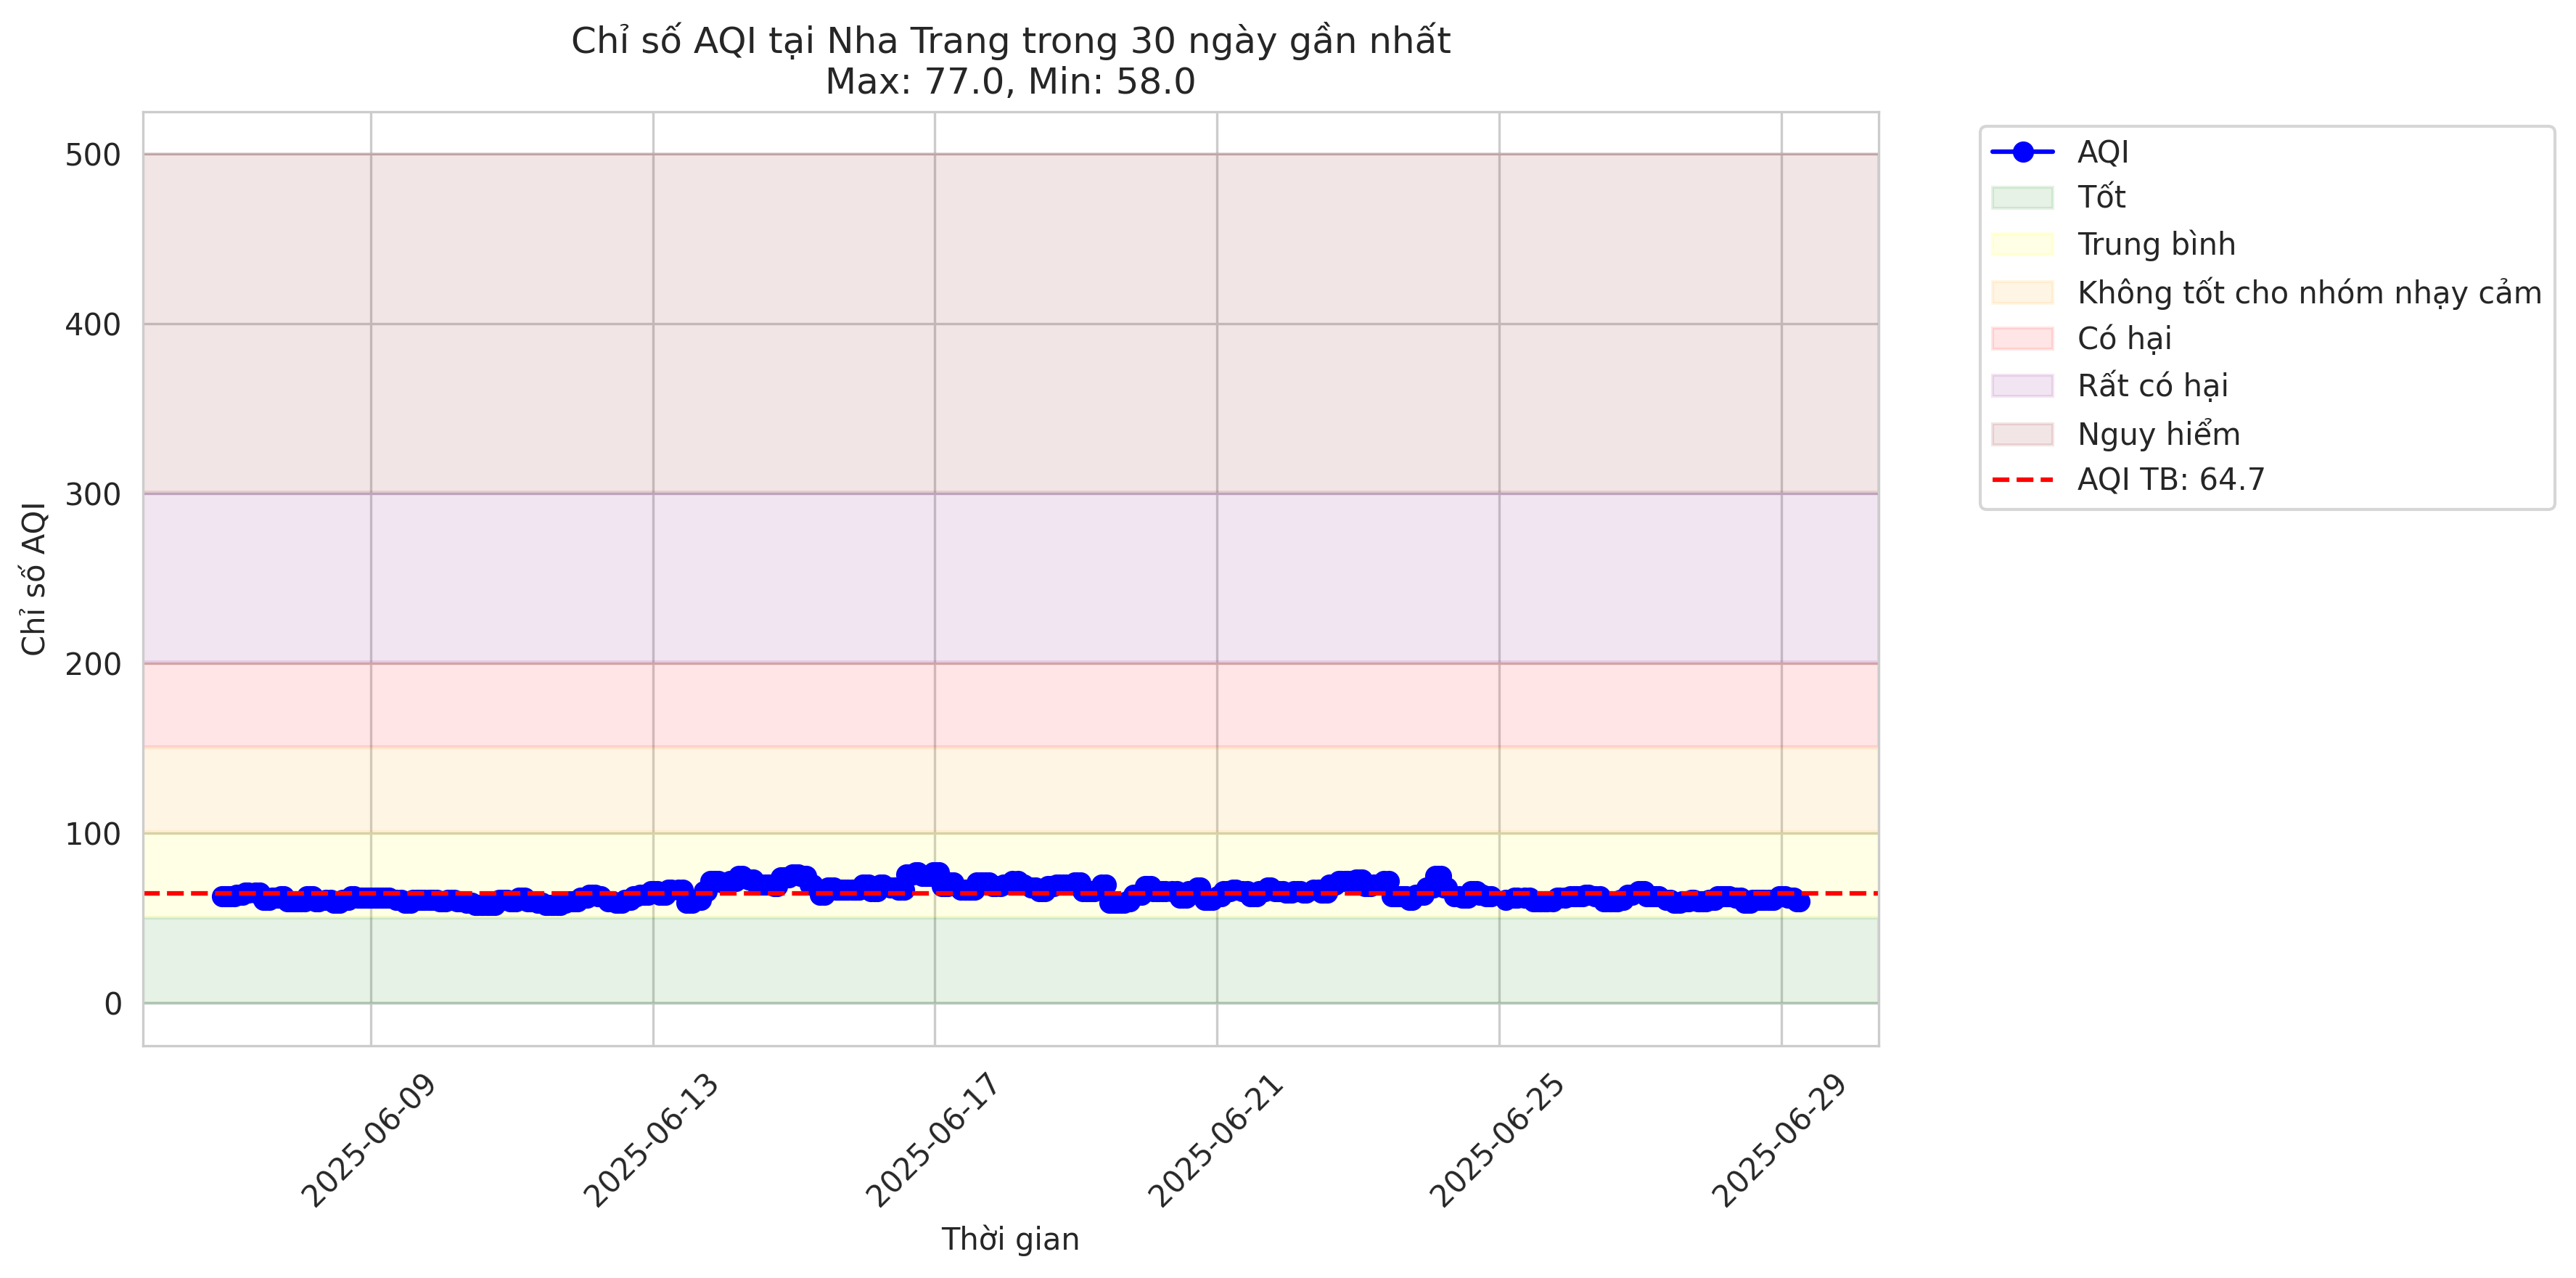 Chỉ số AQI tại Nha Trang trong 30 ngày gần nhất
Max: 77.0, Min: 58.0
Chỉ số AQI
500
400
300
200
100
0
2025-06-09
2025-06-13
2025-06-17
2025-06-21
2025-06-25
2025-06-29
Thời gian
AQI
Tốt
Trung bình
Không tốt cho nhóm nhạy cảm
Có hại
Rất có hại
Nguy hiểm
AQI TB: 64.7